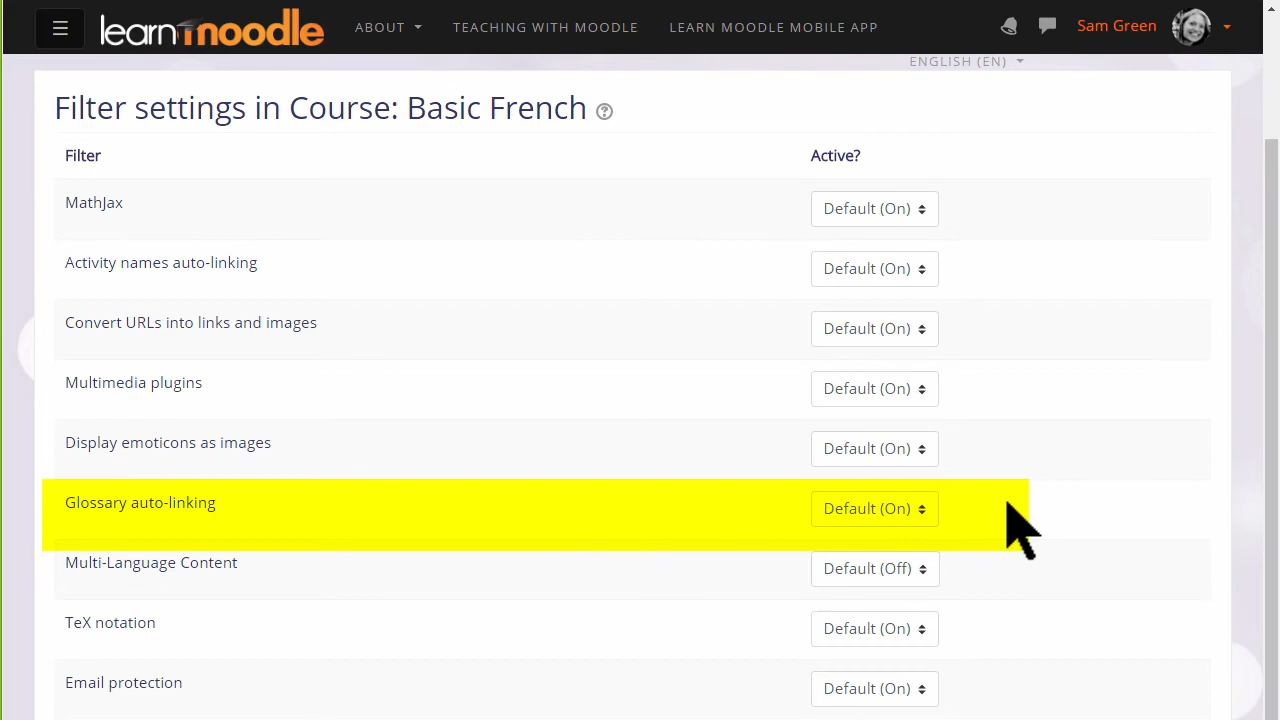 learn moodle ABOUT TEACHING WITH MOODLE LEARN MOODLE MOBILE APP Sam Green
ENGLISH (EN)
Filter settings in Course: Basic French ?
Filter Active?
MathJax Default (On)
Activity names auto-linking Default (On)
Convert URLs into links and images Default (On)
Multimedia plugins Default (On)
Display emoticons as images Default (On)
Glossary auto-linking Default (On)
Multi-Language Content Default (Off)
TeX notation Default (On)
Email protection Default (On)